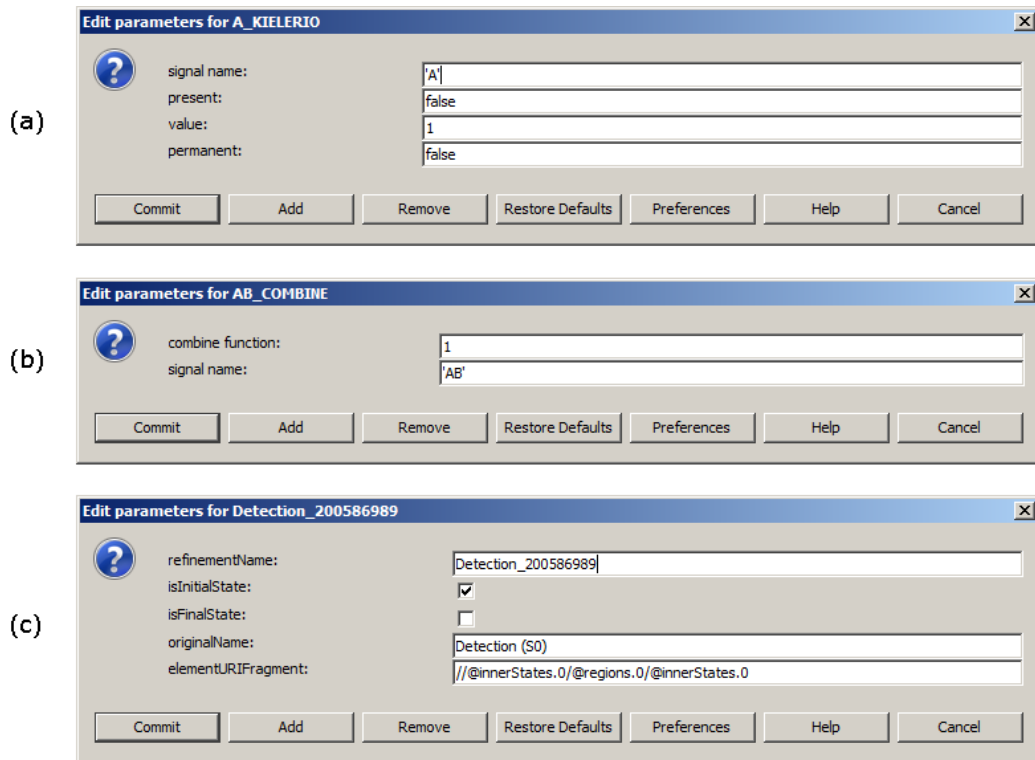 Edit parameters for A_KIELERIO
signal name: 'A'
(a)
present: false
value: 1
permanent: false
Commit Add Remove Restore Defaults Preferences Help Cancel
Edit parameters for AB_COMBINE
(b)
combine function: 1
signal name: 'AB'
Commit Add Remove Restore Defaults Preferences Help Cancel
Edit parameters for Detection_200586989
refinementName: Detection_200586989
isInitialState:
isFinalState:
(c)
originalName: Detection (S0)
elementURIFragment: //@innerStates.0/@regions.0/@innerStates.0
Commit Add Remove Restore Defaults Preferences Help Cancel